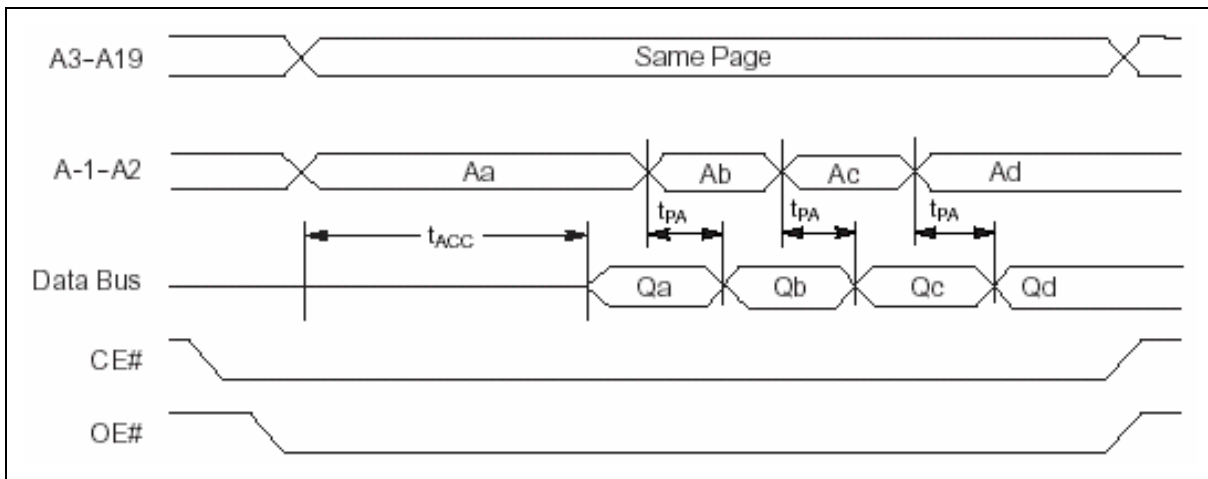 A3–A19
Same Page
A-1–A2
Aa
Ab
Ac
Ad
tACC
tPA
tPA
tPA
Data Bus
Qa
Qb
Qc
Qd
CE#
OE#